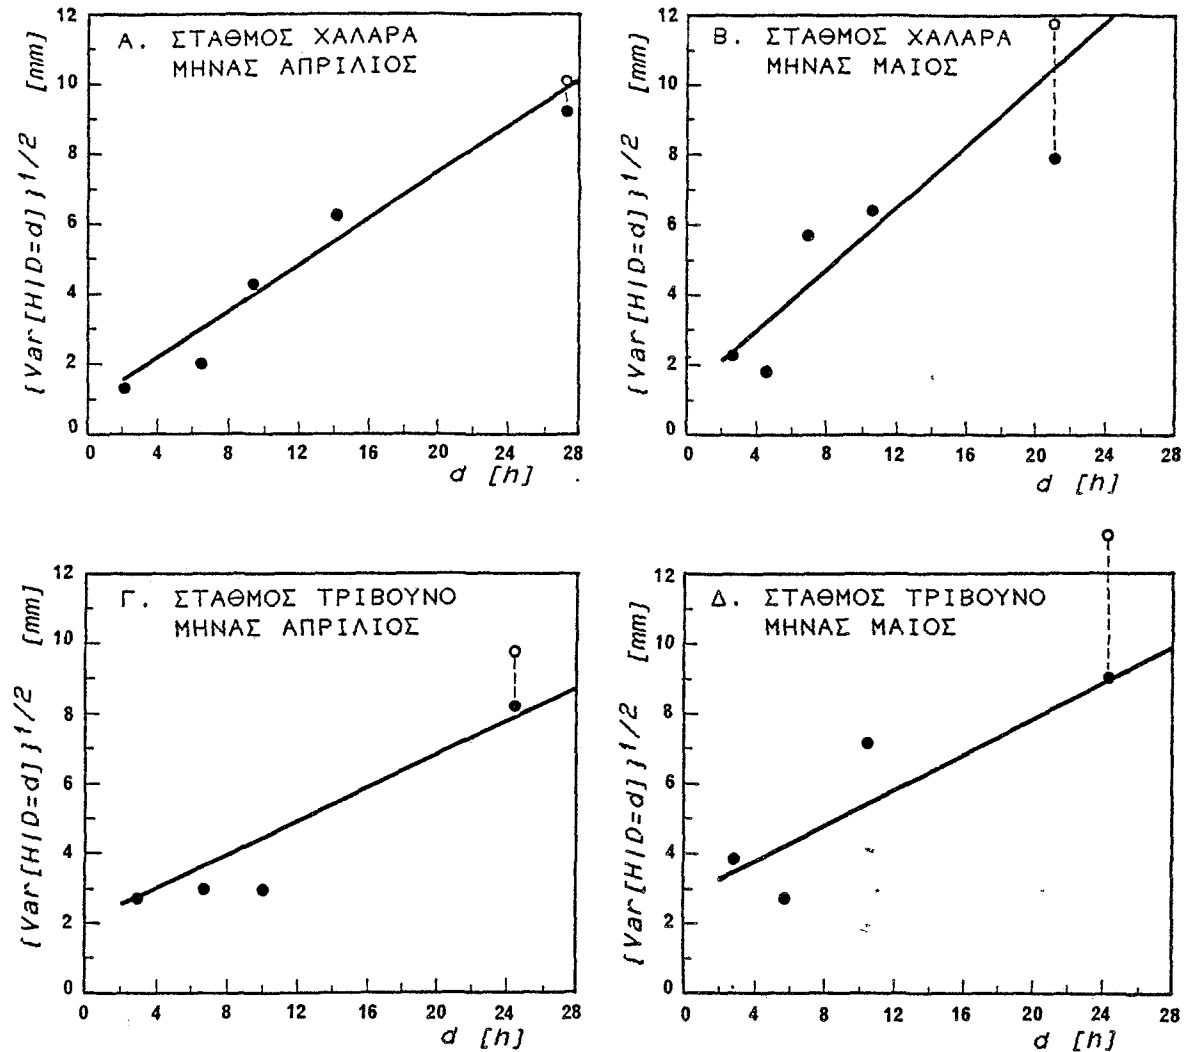 Α. ΣΤΑΘΜΟΣ ΧΑΛΑΡΑ
ΜΗΝΑΣ ΑΠΡΙΛΙΟΣ
{Var[H|D=d]}^1/2 [mm]
12
10
8
6
4
2
0
0 4 8 12 16 20 24 28
d [h]
Β. ΣΤΑΘΜΟΣ ΧΑΛΑΡΑ
ΜΗΝΑΣ ΜΑΙΟΣ
{Var[H|D=d]}^1/2 [mm]
12
10
8
6
4
2
0
0 4 8 12 16 20 24 28
d [h]
Γ. ΣΤΑΘΜΟΣ ΤΡΙΒΟΥΝΟ
ΜΗΝΑΣ ΑΠΡΙΛΙΟΣ
{Var[H|D=d]}^1/2 [mm]
12
10
8
6
4
2
0
0 4 8 12 16 20 24 28
d [h]
Δ. ΣΤΑΘΜΟΣ ΤΡΙΒΟΥΝΟ
ΜΗΝΑΣ ΜΑΙΟΣ
{Var[H|D=d]}^1/2 [mm]
12
10
8
6
4
2
0
0 4 8 12 16 20 24 28
d [h]